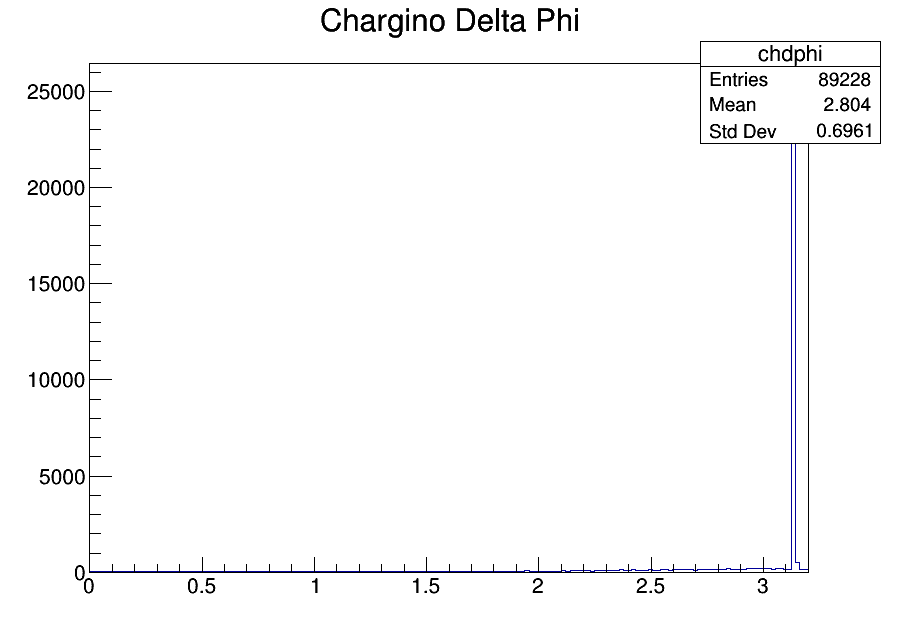 Chargino Delta Phi
chdphi
Entries 89228
Mean 2.804
Std Dev 0.6961
25000
20000
15000
10000
5000
0
0 0.5 1 1.5 2 2.5 3